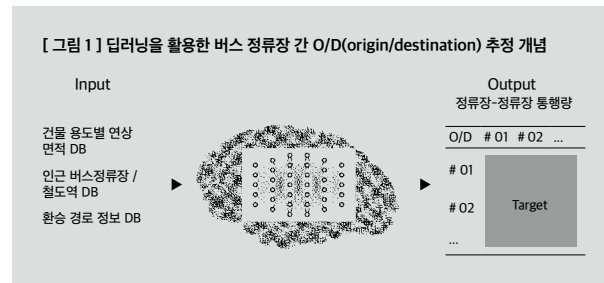 [ 그림 1 ] 딥러닝을 활용한 버스 정류장 간 O/D(origin/destination) 추정 개념
Input
건물 용도별 연상
면적 DB
인근 버스정류장 /
철도역 DB
환승 경로 정보 DB
Output
정류장-정류장 통행량
O/D # 01 # 02 ...
# 01
# 02
...
Target